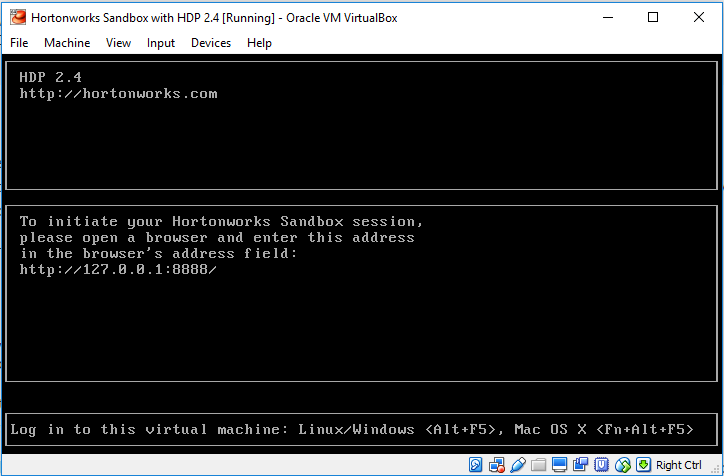 Hortonworks Sandbox with HDP 2.4 [Running] - Oracle VM VirtualBox
File Machine View Input Devices Help
HDP 2.4
http://hortonworks.com
To initiate your Hortonworks Sandbox session,
please open a browser and enter this address
in the browser's address field:
http://127.0.0.1:8888/
Log in to this virtual machine: Linux/Windows <Alt+F5>, Mac OS X <Fn+Alt+F5>
Right Ctrl